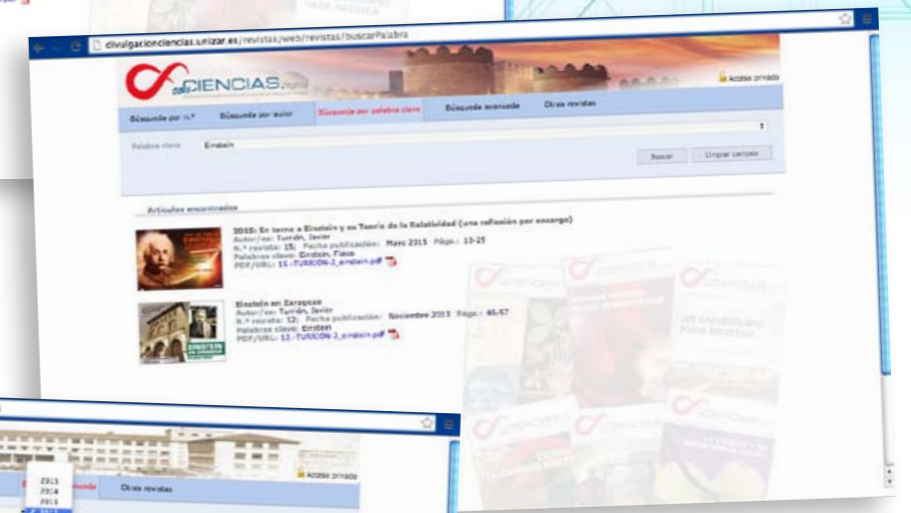 divulgacionciencias.unizar.es/revistas/web/revistas/buscarPalabra
CIENCIAS
Acceso privado
Búsqueda por n.º Búsqueda por autor Búsqueda por palabra clave Búsqueda avanzada Otras revistas
Palabra clave: Einstein
Buscar Limpiar campos
Artículos encontrados
2015: En torno a Einstein y su Teoría de la Relatividad (una reflexión por encargo)
Autor/es: Turrión, Javier
N.º revista: 15; Fecha publicación: Mayo 2015 Págs.: 13-25
Palabras clave: Einstein, Física
PDF/URL: 15.-TURRION-2_einstein.pdf
Einstein en Zaragoza
Autor/es: Turrión, Javier
N.º revista: 12; Fecha publicación: Noviembre 2013 Págs.: 46-57
Palabras clave: Einstein
PDF/URL: 12.-TURRION-2_einstein.pdf
EINSTEIN
EN ZARAGOZA
Acceso privado
2015
2014
2013
Otras revistas